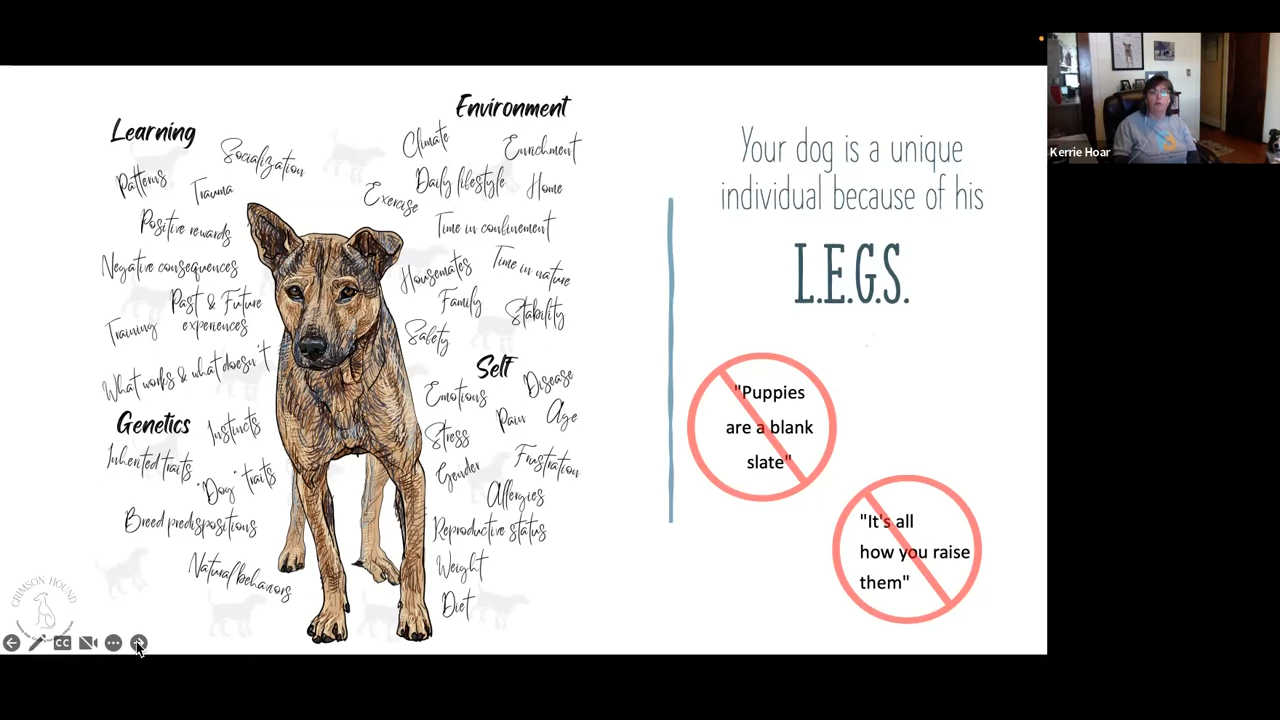 Learning
Socialization
Patterns
Trauma
Positive rewards
Negative consequences
Past & Future
experiences
Training
What works & what doesn't
Genetics
Instincts
Inherited traits
"Dog" traits
Breed predispositions
Natural behaviors
Environment
Climate
Enrichment
Daily lifestyle
Home
Exercise
Time in confinement
Housemates
Time in nature
Family
Stability
Safety
Self
Emotions
Disease
Pain
Age
Stress
Gender
Frustration
Allergies
Reproductive status
Weight
Diet
CRIMSON HOUND
CC
Your dog is a unique
individual because of his
L.E.G.S.
"Puppies
are a blank
slate"
"It's all
how you raise
them"
Kerrie Hoar